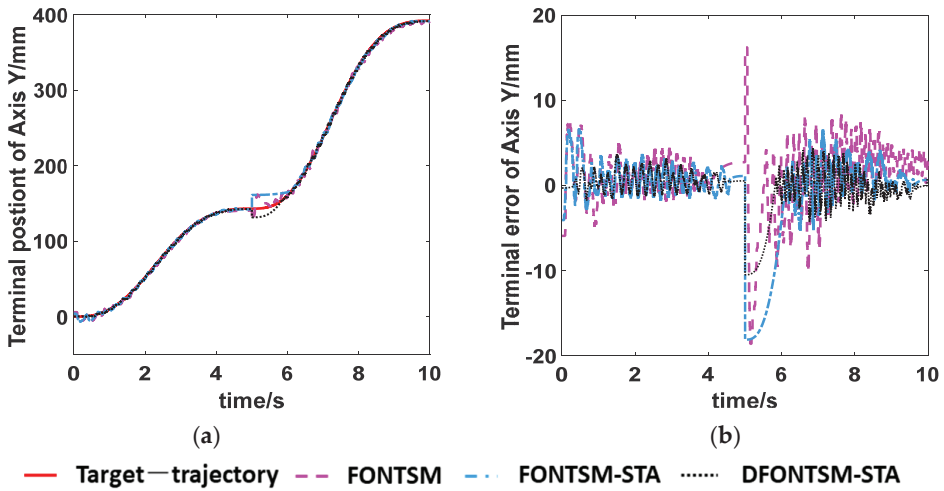 400
300
200
100
0
Terminal postiont of Axis Y/mm
0 2 4 6 8 10
time/s
(a)
20
10
0
-10
-20
Terminal error of Axis Y/mm
0 2 4 6 8 10
time/s
(b)
Target—trajectory FONTSM FONTSM-STA DFONTSM-STA